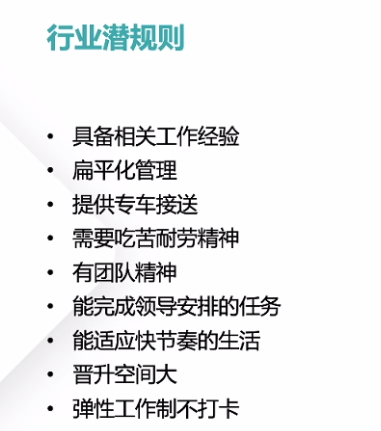 行业潜规则
• 具备相关工作经验
• 扁平化管理
• 提供专车接送
• 需要吃苦耐劳精神
• 有团队精神
• 能完成领导安排的任务
• 能适应快节奏的生活
• 晋升空间大
• 弹性工作制不打卡